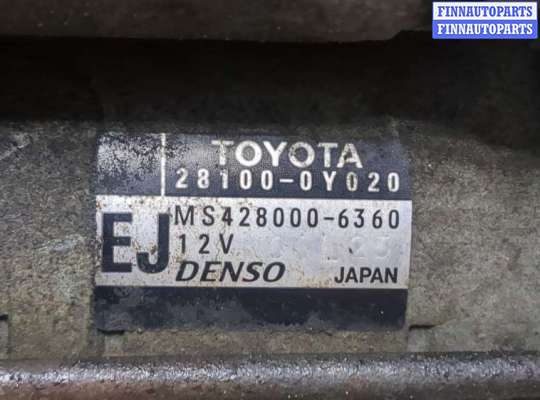 FINNAUTOPARTS
FINNAUTOPARTS
TOYOTA
28100-0Y020
EJ
MS428000-6360
12V
DENSO JAPAN